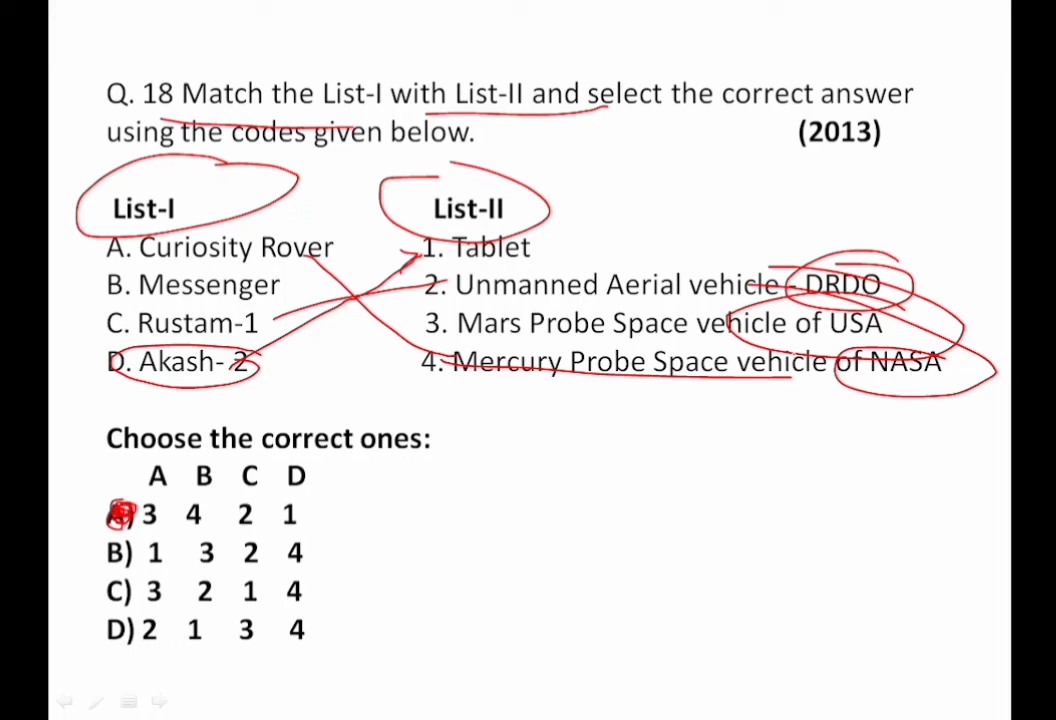 Q. 18 Match the List-I with List-II and select the correct answer
using the codes given below. (2013)
List-I List-II
A. Curiosity Rover 1. Tablet
B. Messenger 2. Unmanned Aerial vehicle - DRDO
C. Rustam-1 3. Mars Probe Space vehicle of USA
D. Akash- 2 4. Mercury Probe Space vehicle of NASA
Choose the correct ones:
A B C D
A) 3 4 2 1
B) 1 3 2 4
C) 3 2 1 4
D) 2 1 3 4